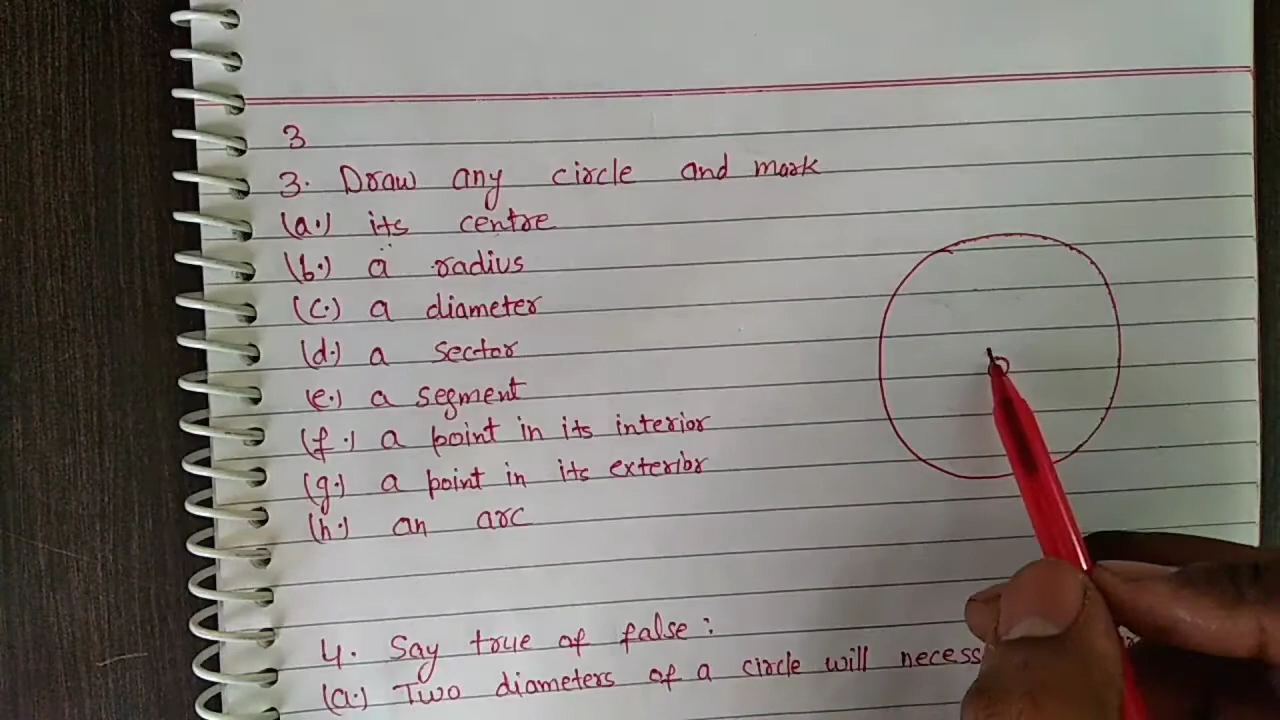 3
3. Draw any circle and mark
(a.) its centre
(b.) a radius
(c.) a diameter
(d.) a sector
(e.) a segment
(f.) a point in its interior
(g.) a point in its exterior
(h.) an arc
4. Say true of false:
(a.) Two diameters of a circle will necess